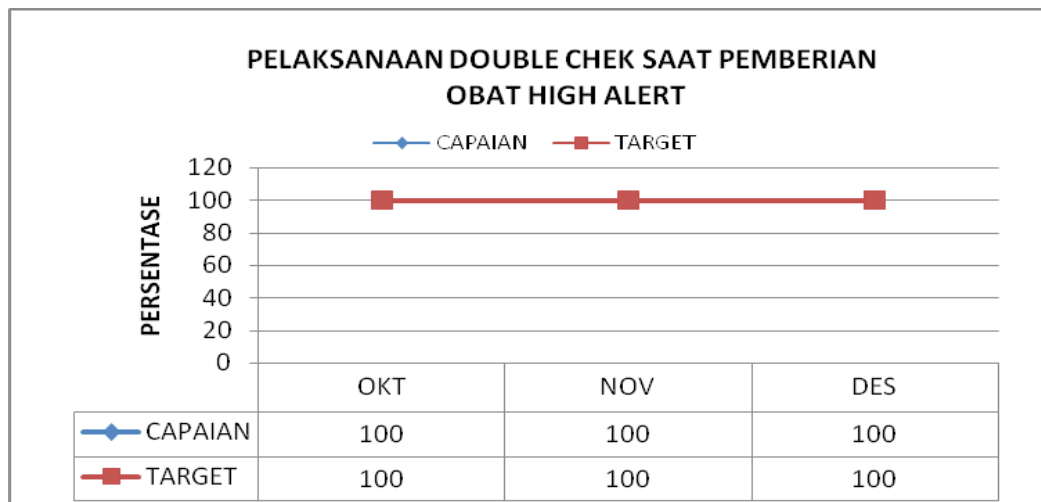 PELAKSANAAN DOUBLE CHEK SAAT PEMBERIAN
OBAT HIGH ALERT
CAPAIAN TARGET
PERSENTASE
120
100
80
60
40
20
0
OKT NOV DES
CAPAIAN 100 100 100
TARGET 100 100 100